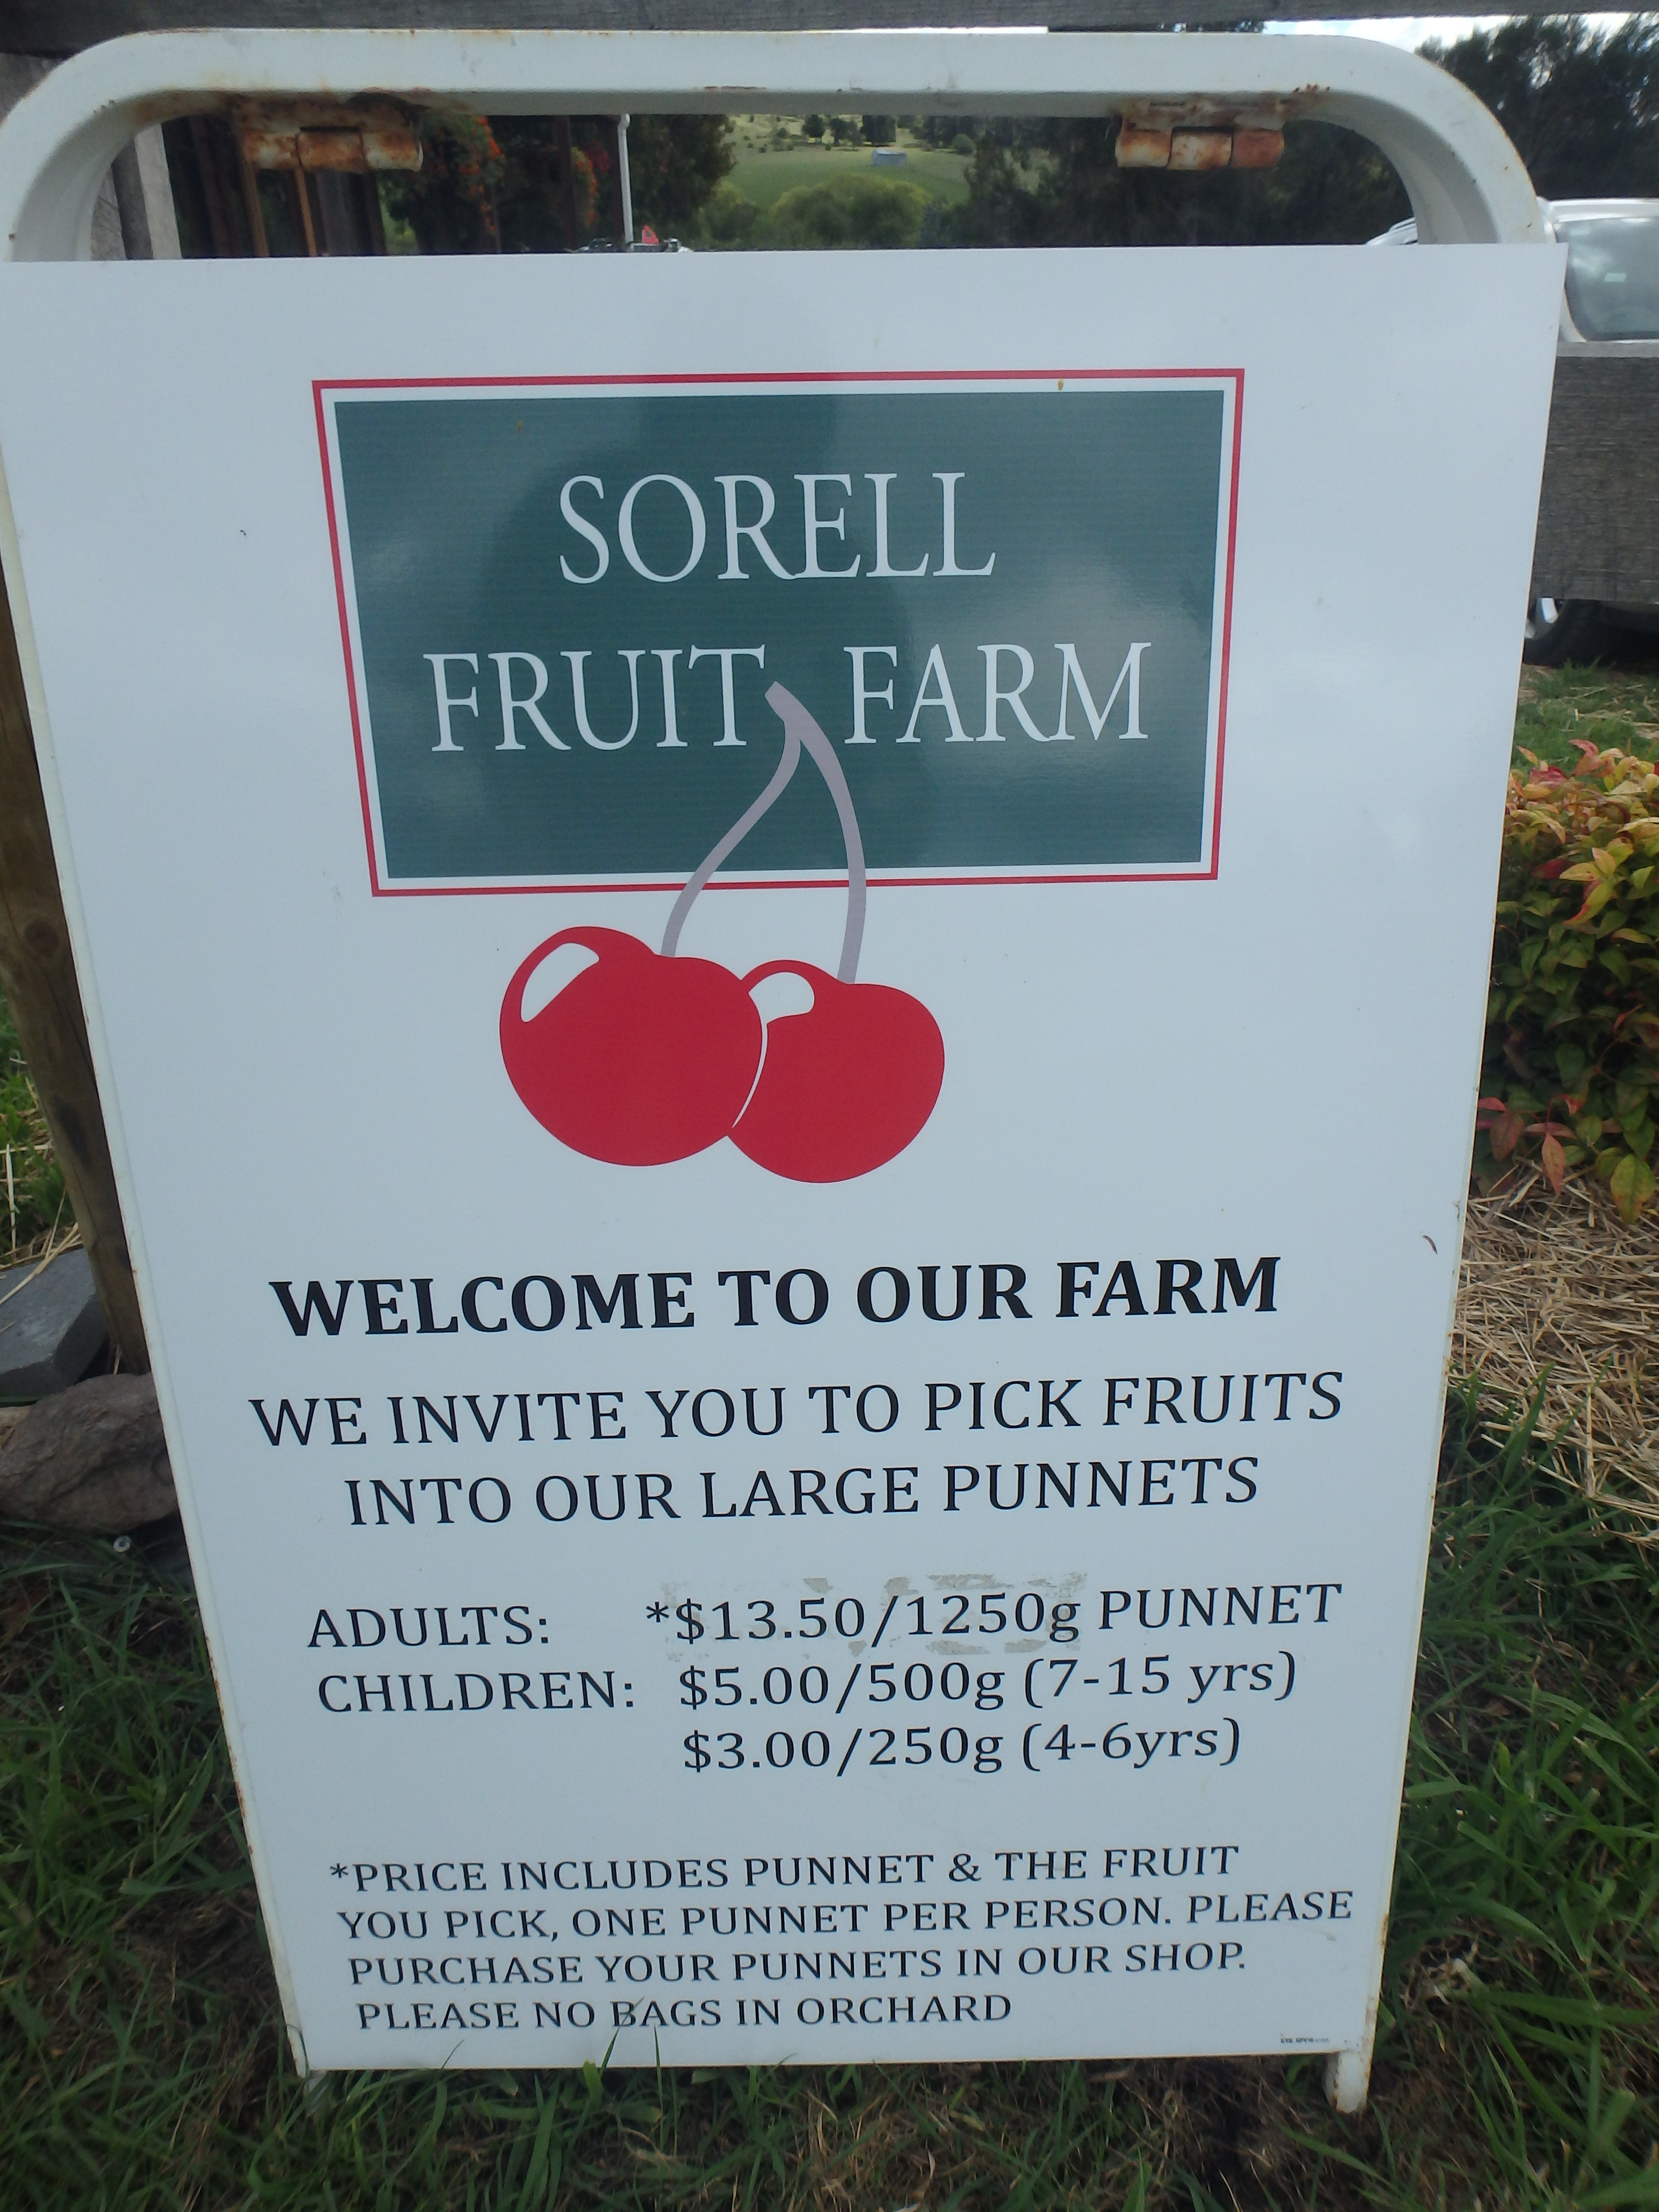 SORELL
FRUIT FARM
WELCOME TO OUR FARM
WE INVITE YOU TO PICK FRUITS
INTO OUR LARGE PUNNETS
ADULTS: *$13.50/1250g PUNNET
CHILDREN: $5.00/500g (7-15 yrs)
$3.00/250g (4-6yrs)
*PRICE INCLUDES PUNNET & THE FRUIT
YOU PICK, ONE PUNNET PER PERSON. PLEASE
PURCHASE YOUR PUNNETS IN OUR SHOP.
PLEASE NO BAGS IN ORCHARD